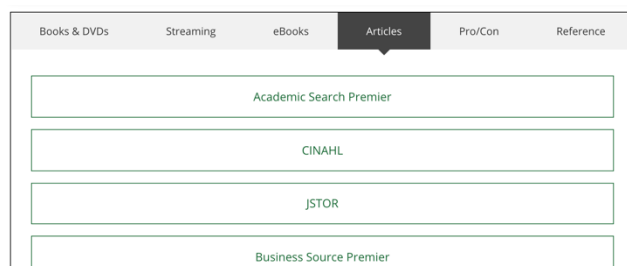 Books & DVDs Streaming eBooks Articles Pro/Con Reference
Academic Search Premier
CINAHL
JSTOR
Business Source Premier